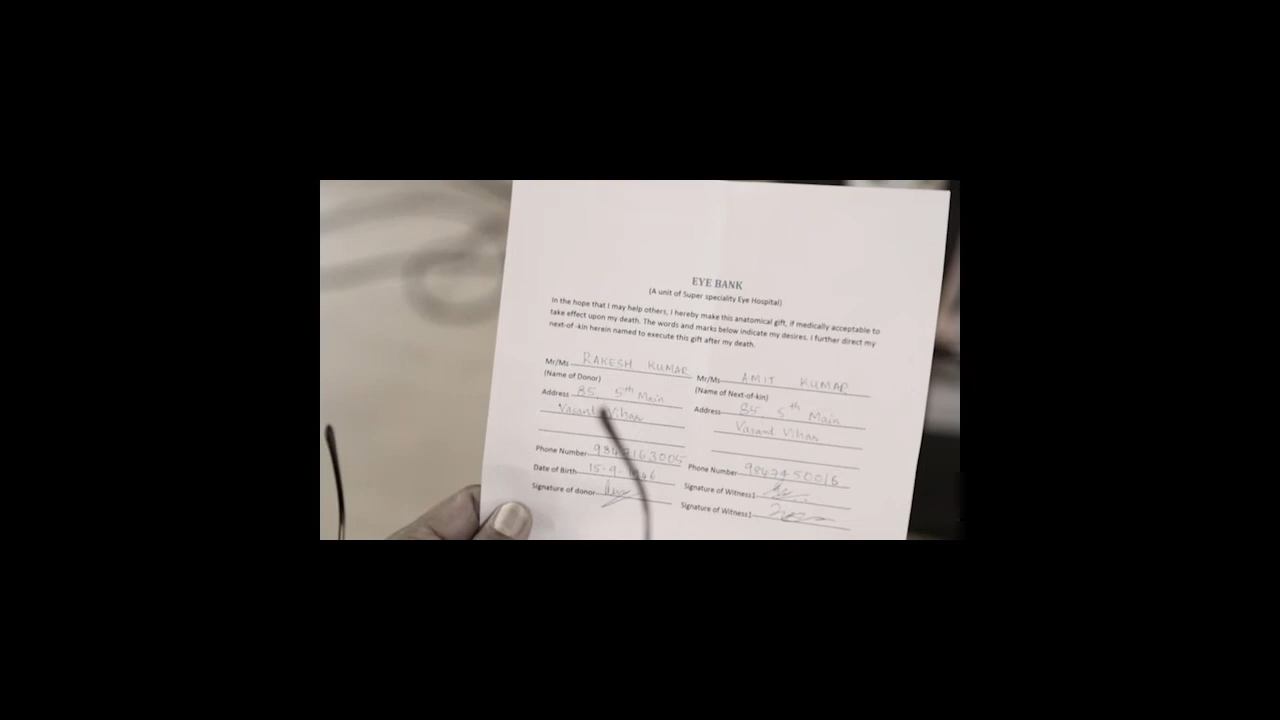 EYE BANK
(A unit of Super speciality Eye Hospital)
In the hope that I may help others, I hereby make this anatomical gift, if medically acceptable to
take effect upon my death. The words and marks below indicate my desires. I further direct my
next-of -kin herein named to execute this gift after my death.
Mr/Ms RAKESH KUMAR
(Name of Donor)
Address 85, 5th Main
Vasant Vihar
Phone Number 9847163005
Date of Birth 15-9-1946
Signature of donor
Mr/Ms AMIT KUMAR
(Name of Next-of-kin)
Address 85, 5th Main
Vasant Vihar
Phone Number 9847450016
Signature of Witness1
Signature of Witness1